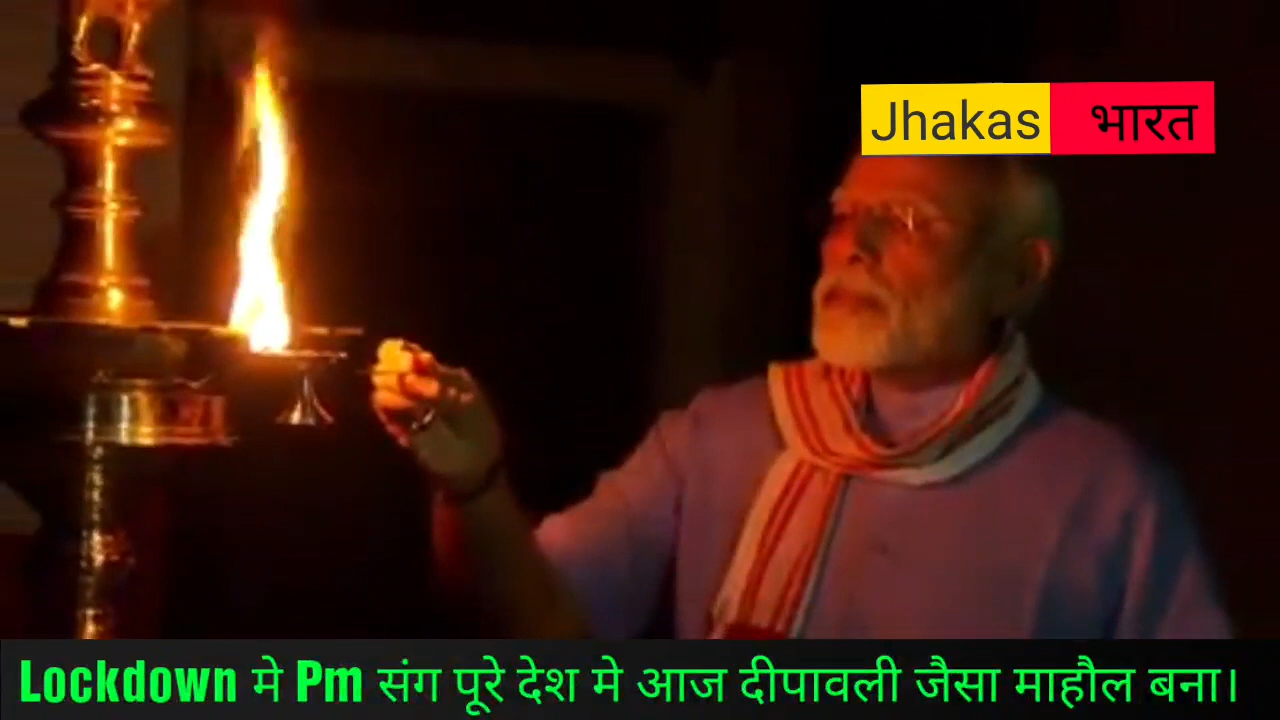 Jhakas भारत
Lockdown मे Pm संग पूरे देश मे आज दीपावली जैसा माहौल बना।